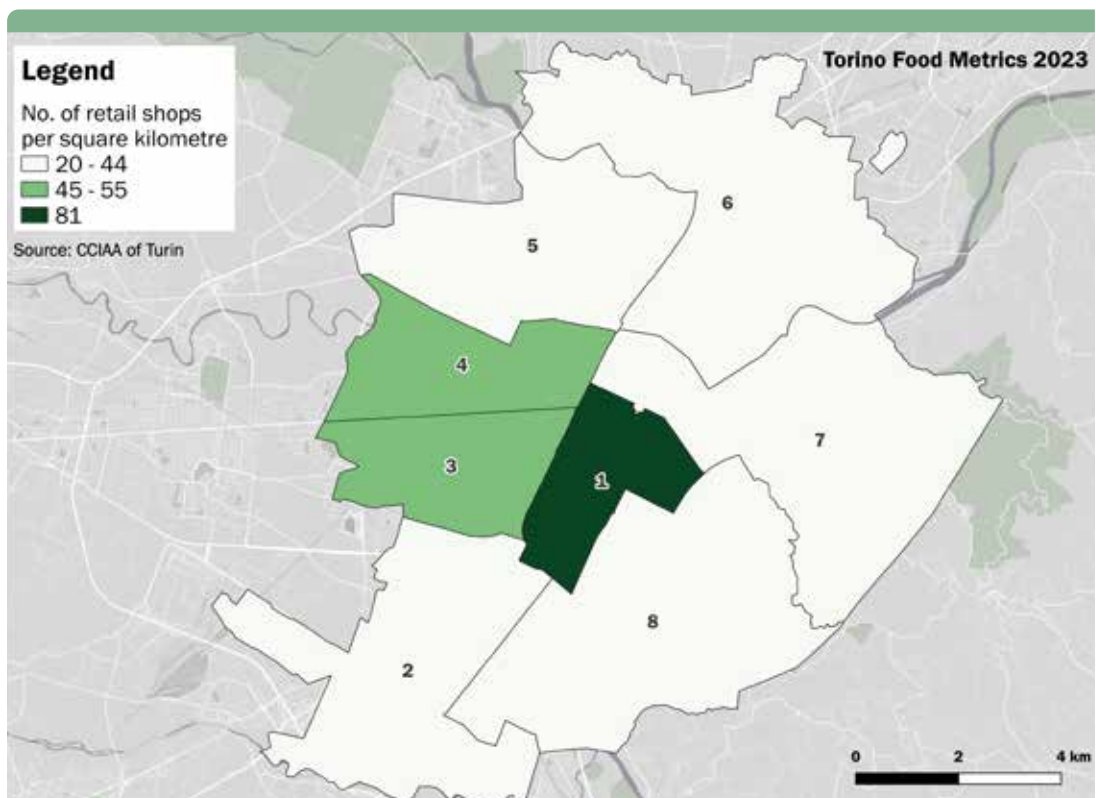 Torino Food Metrics 2023
Legend
No. of retail shops
per square kilometre
20 - 44
45 - 55
81
Source: CCIAA of Turin
6
5
4
7
3
1
8
2
0 2 4 km